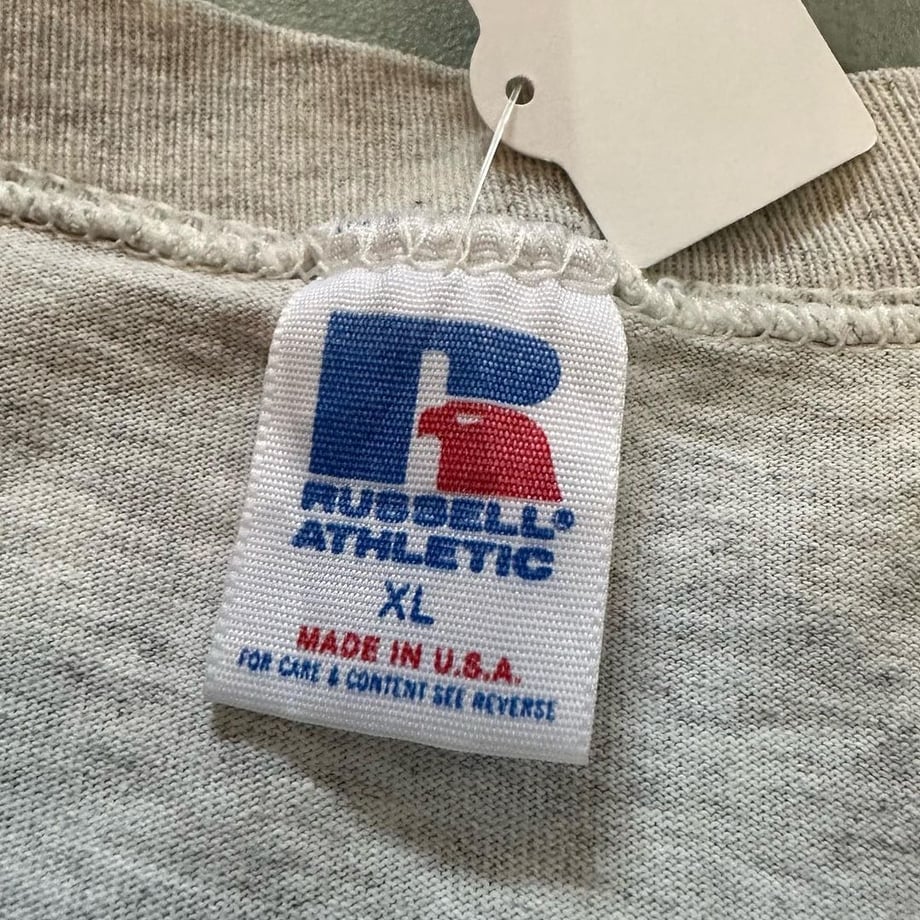 RUSSELL®
ATHLETIC
XL
MADE IN U.S.A.
FOR CARE & CONTENT SEE REVERSE